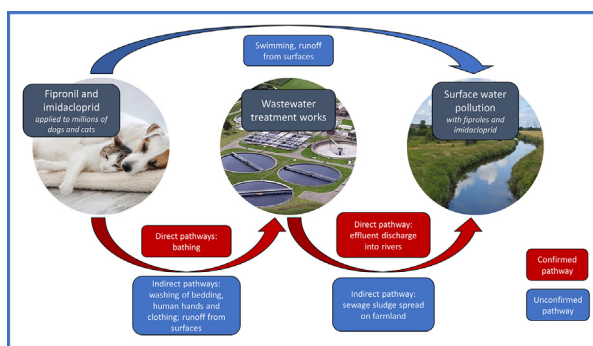 Swimming, runoff
from surfaces
Fipronil and
imidacloprid
applied to millions of
dogs and cats
Wastewater
treatment works
Surface water
pollution
with fiproles and
imidacloprid
Direct pathways:
bathing
Direct pathway:
effluent discharge
into rivers
Indirect pathways:
washing of bedding,
human hands and
clothing; runoff from
surfaces
Indirect pathway:
sewage sludge spread
on farmland
Confirmed
pathway
Unconfirmed
pathway